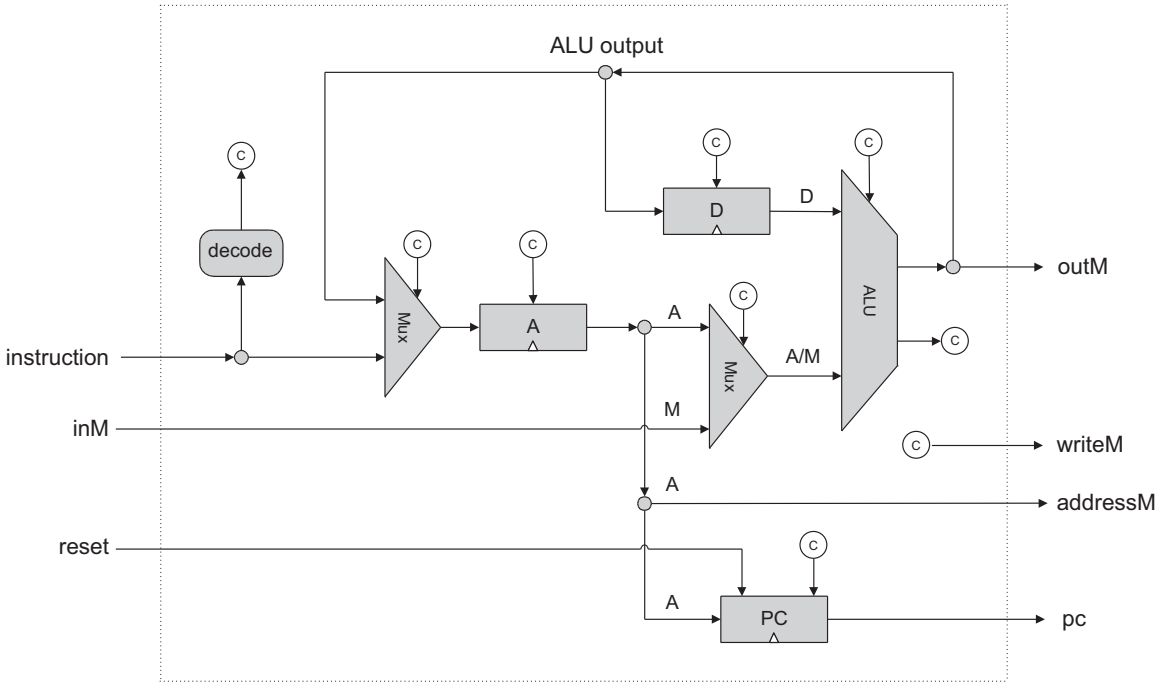 ALU output
C
C
C
D
D
decode
C
C
C
outM
Mux
A
A
Mux
ALU
instruction
A/M
C
M
inM
C
writeM
A
addressM
reset
C
A
PC
pc